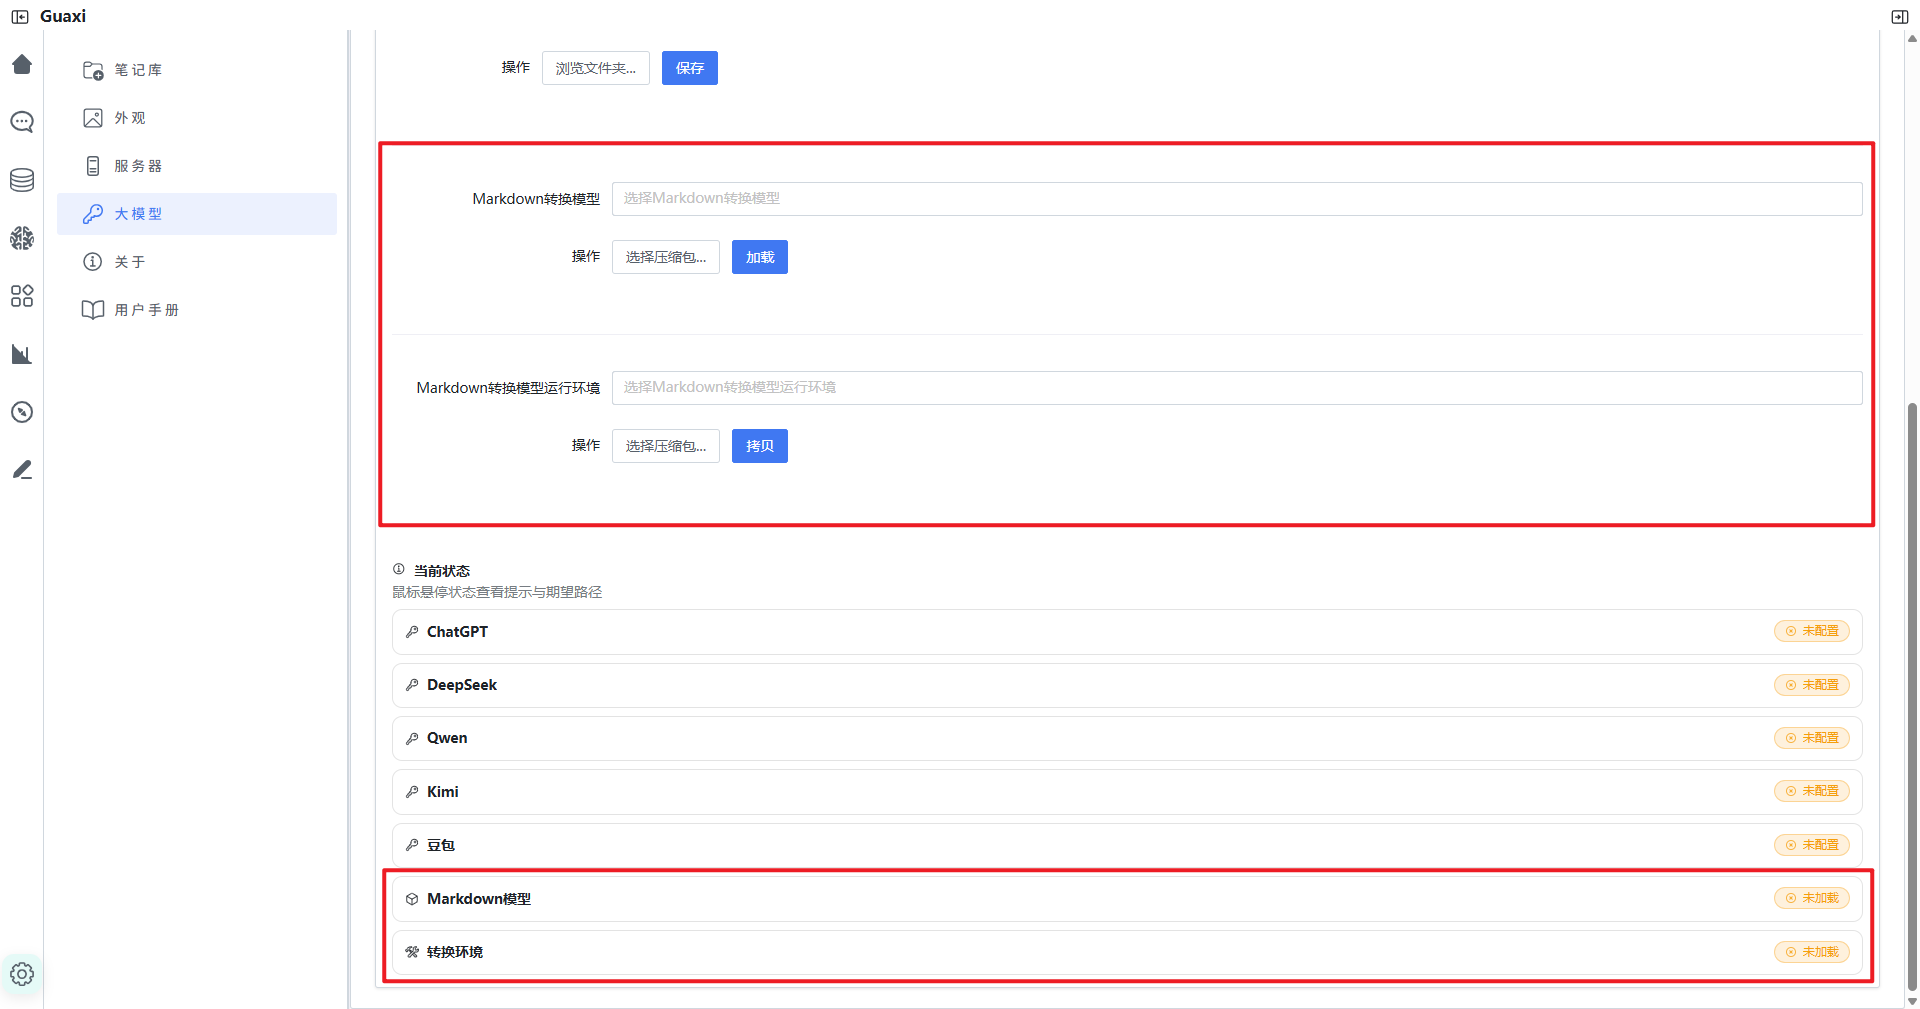 Guaxi
笔记库
外观
服务器
大模型
关于
用户手册
操作 浏览文件夹... 保存
Markdown转换模型 选择Markdown转换模型
操作 选择压缩包... 加载
Markdown转换模型运行环境 选择Markdown转换模型运行环境
操作 选择压缩包... 拷贝
当前状态
鼠标悬停状态查看提示与期望路径
ChatGPT 未配置
DeepSeek 未配置
Qwen 未配置
Kimi 未配置
豆包 未配置
Markdown模型 未加载
转换环境 未加载